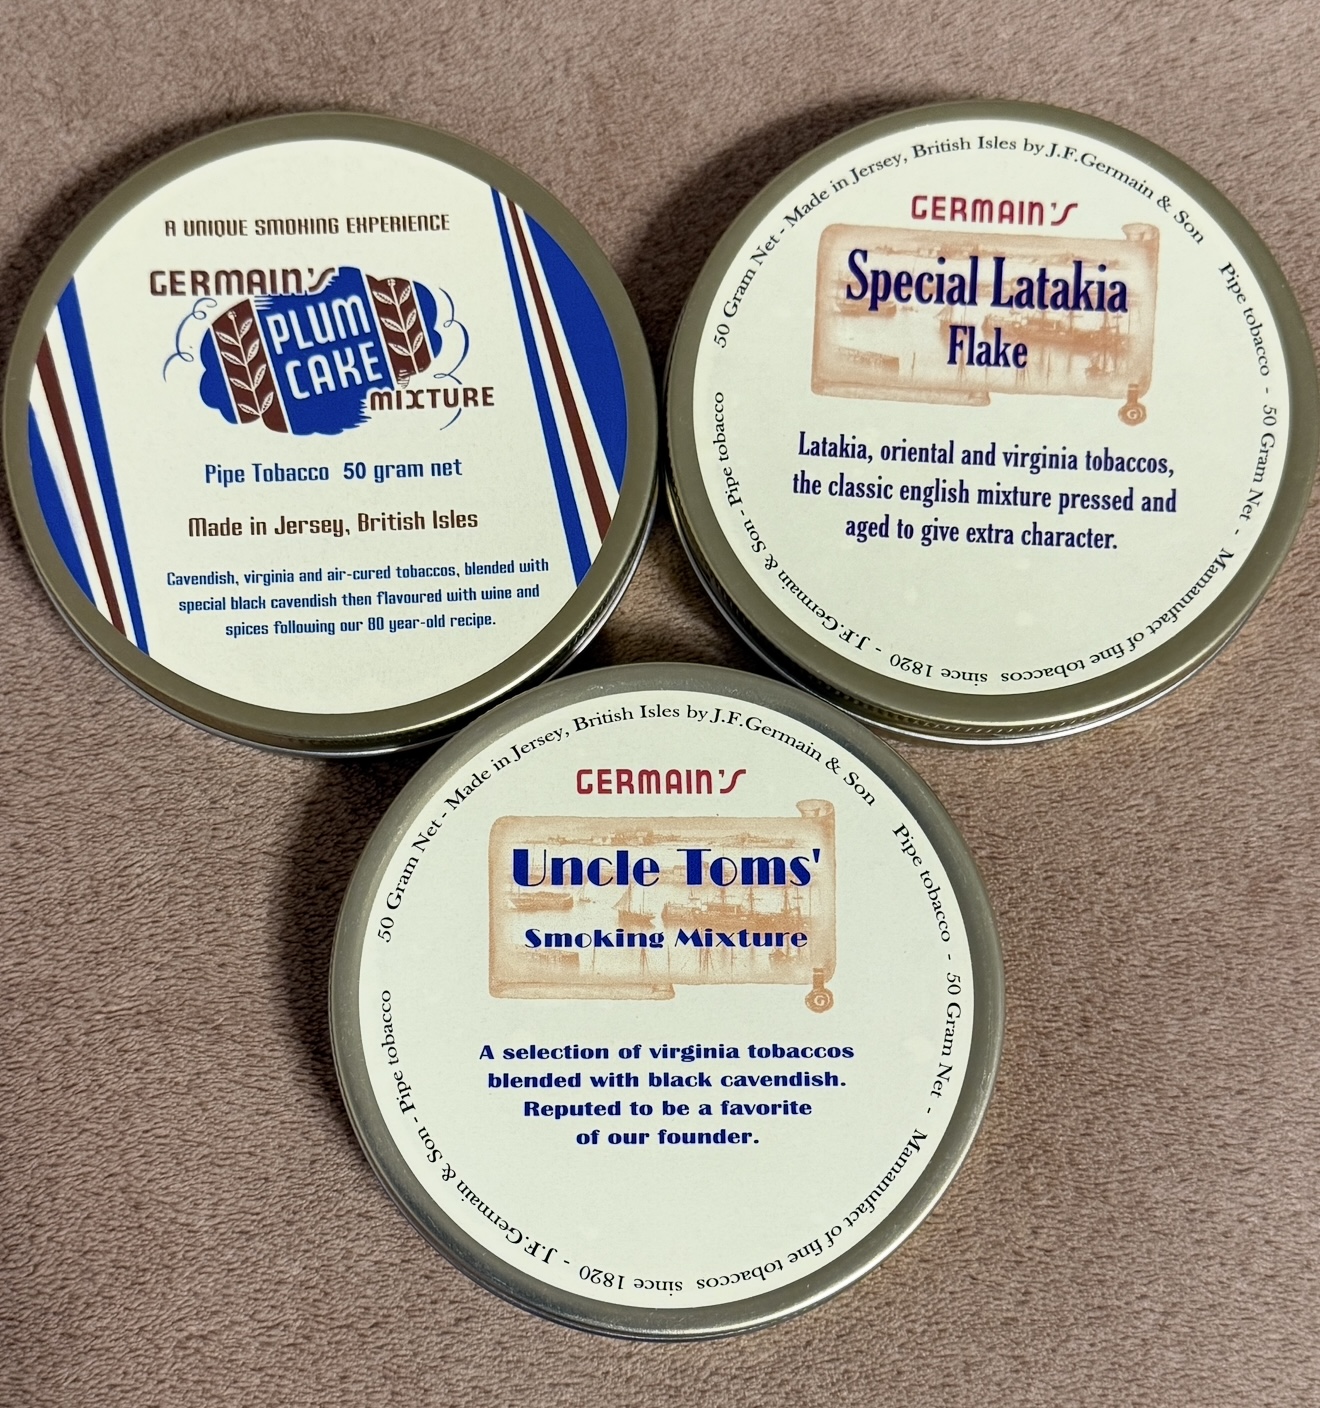 A UNIQUE SMOKING EXPERIENCE
GERMAIN'S
PLUM
CAKE
MIXTURE
Pipe Tobacco 50 gram net
Made in Jersey, British Isles
Cavendish, virginia and air-cured tobaccos, blended with
special black cavendish then flavoured with wine and
spices following our 80 year-old recipe.
50 Gram Net - Made in Jersey, British Isles by J.F.Germain & Son
Pipe tobacco - 50 Gram Net - Mamanufact of fine tobaccos since 1820 - J.F.Germain & Son - Pipe tobacco
GERMAIN'S
Special Latakia
Flake
G
Latakia, oriental and virginia tobaccos,
the classic english mixture pressed and
aged to give extra character.
50 Gram Net - Made in Jersey, British Isles by J.F.Germain & Son
Pipe tobacco - 50 Gram Net - Mamanufact of fine tobaccos since 1820 - J.F.Germain & Son - Pipe tobacco
GERMAIN'S
Uncle Toms'
Smoking Mixture
G
A selection of virginia tobaccos
blended with black cavendish.
Reputed to be a favorite
of our founder.